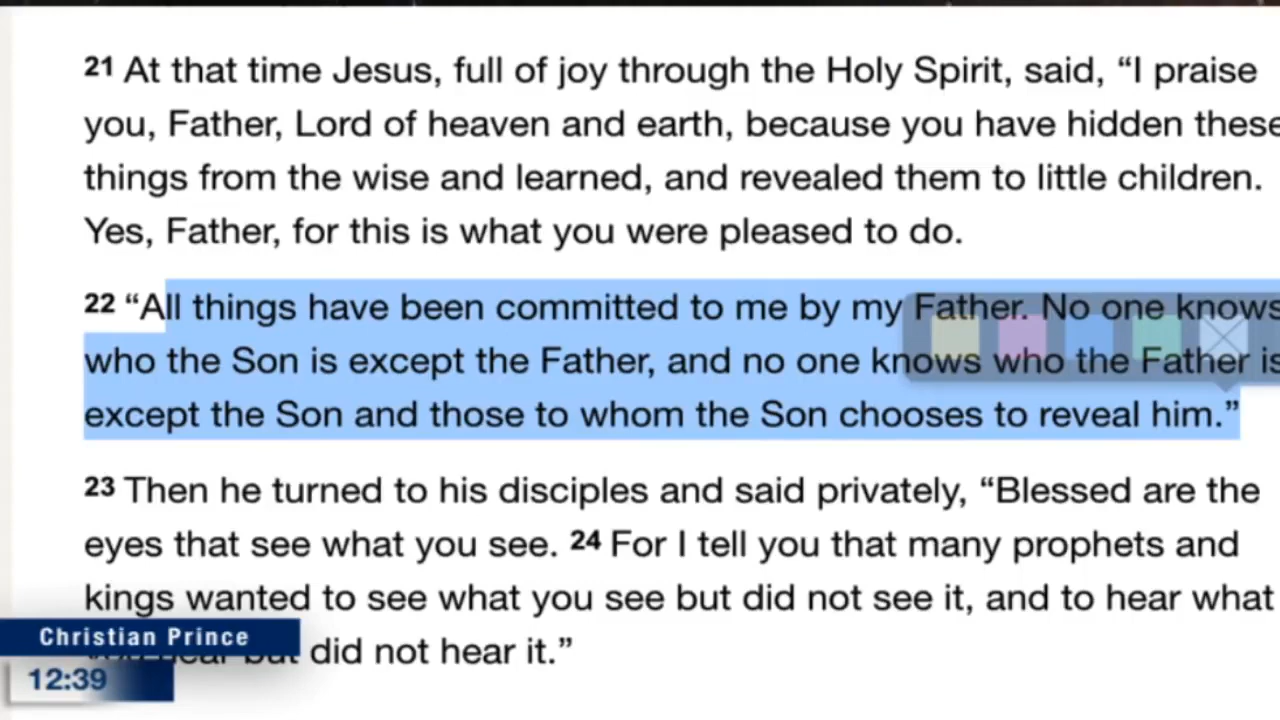 21 At that time Jesus, full of joy through the Holy Spirit, said, “I praise
you, Father, Lord of heaven and earth, because you have hidden these
things from the wise and learned, and revealed them to little children.
Yes, Father, for this is what you were pleased to do.
22 “All things have been committed to me by my Father. No one knows
who the Son is except the Father, and no one knows who the Father is
except the Son and those to whom the Son chooses to reveal him.”
23 Then he turned to his disciples and said privately, “Blessed are the
eyes that see what you see. 24 For I tell you that many prophets and
kings wanted to see what you see but did not see it, and to hear what
you hear but did not hear it.”
Christian Prince
12:39